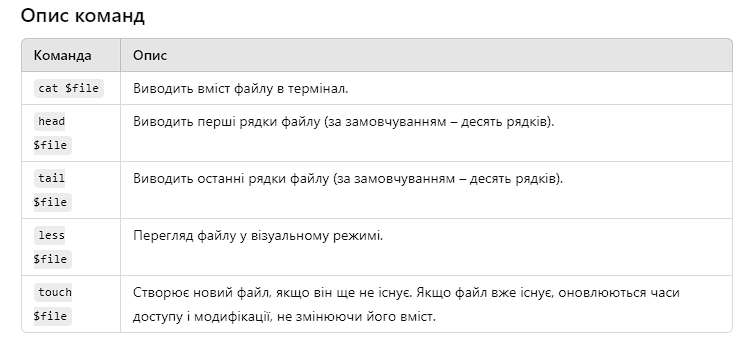 Опис команд
Команда Опис
cat $file Виводить вміст файлу в термінал.
head $file Виводить перші рядки файлу (за замовчуванням – десять рядків).
tail $file Виводить останні рядки файлу (за замовчуванням – десять рядків).
less $file Перегляд файлу у візуальному режимі.
touch $file Створює новий файл, якщо він ще не існує. Якщо файл вже існує, оновлюються часи
доступу і модифікації, не змінюючи його вміст.